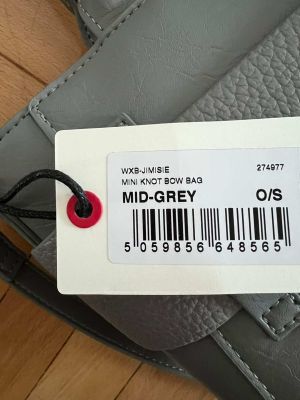 WXB-JIMISIE 274977
MINI KNOT BOW BAG
MID-GREY O/S
5 059856 648565